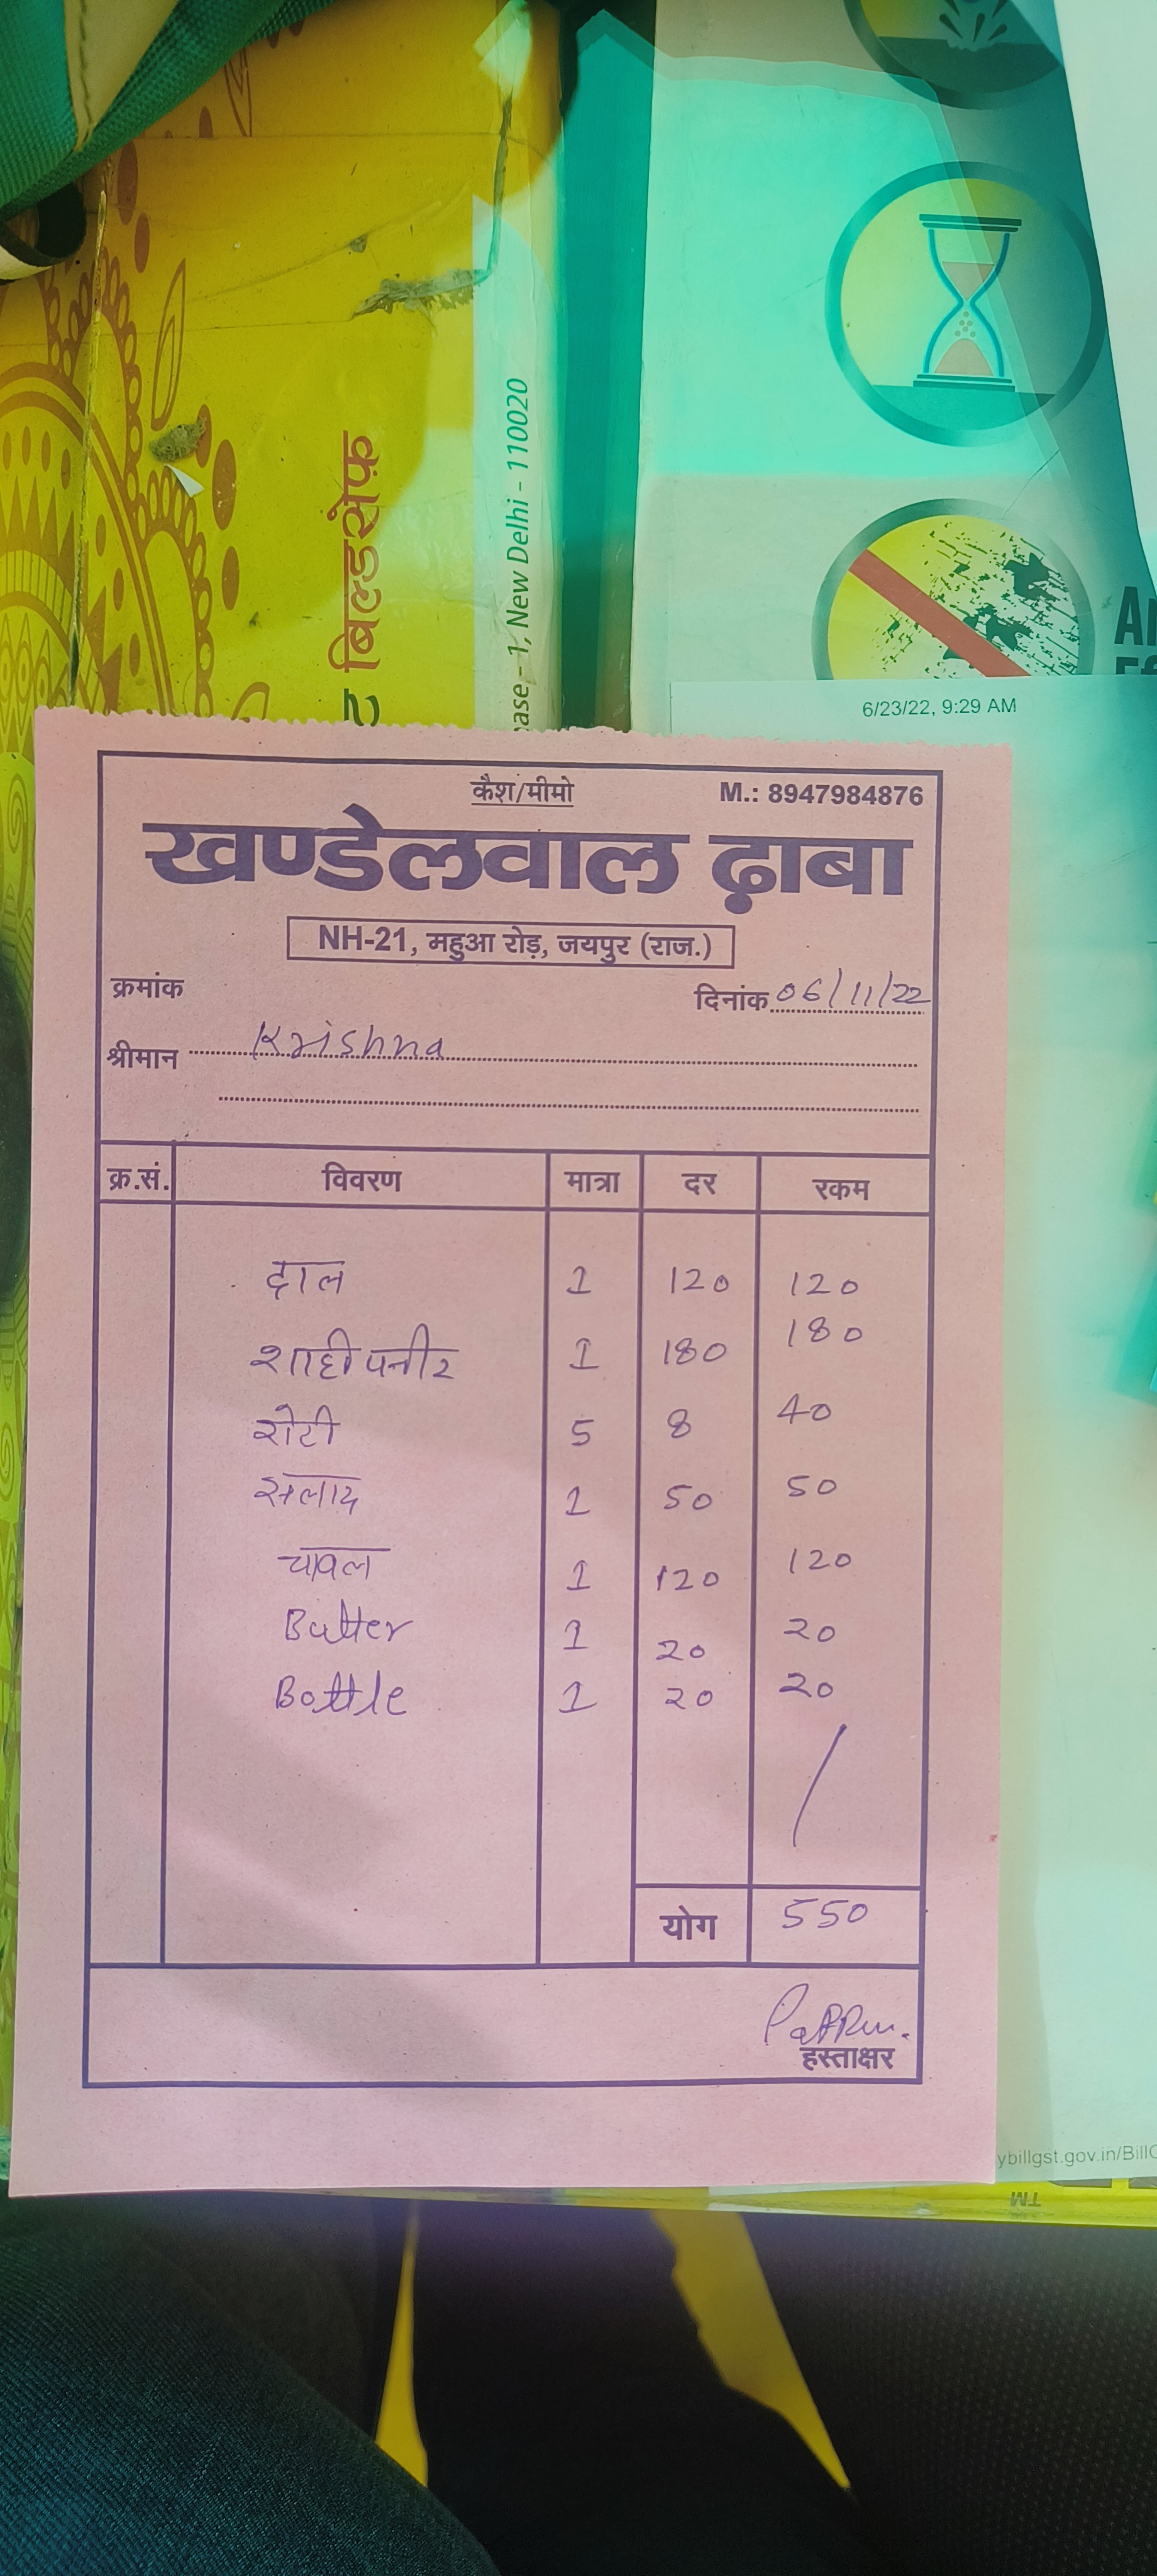 बिल्डसेफ़
ase – 1, New Delhi - 110020
6/23/22, 9:29 AM
कैश/मीमो M.: 8947984876
खण्डेलवाल ढ़ाबा
NH-21, महुआ रोड़, जयपुर (राज.)
क्रमांक दिनांक 06/11/22
श्रीमान Krishna
क्र.सं. विवरण मात्रा दर रकम
दाल 1 120 120
शाही पनीर 1 180 180
रोटी 5 8 40
सलाद 1 50 50
चावल 1 120 120
Butter 1 20 20
Bottle 1 20 20
योग 550
हस्ताक्षर
ybillgst.gov.in/Bill
TM